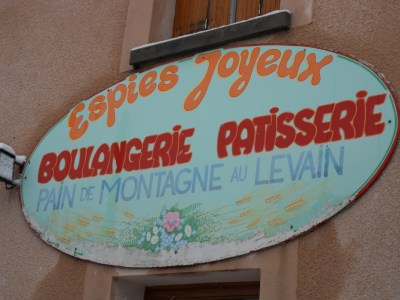 Espies Joyeux
BOULANGERIE PATISSERIE
PAIN DE MONTAGNE AU LEVAIN